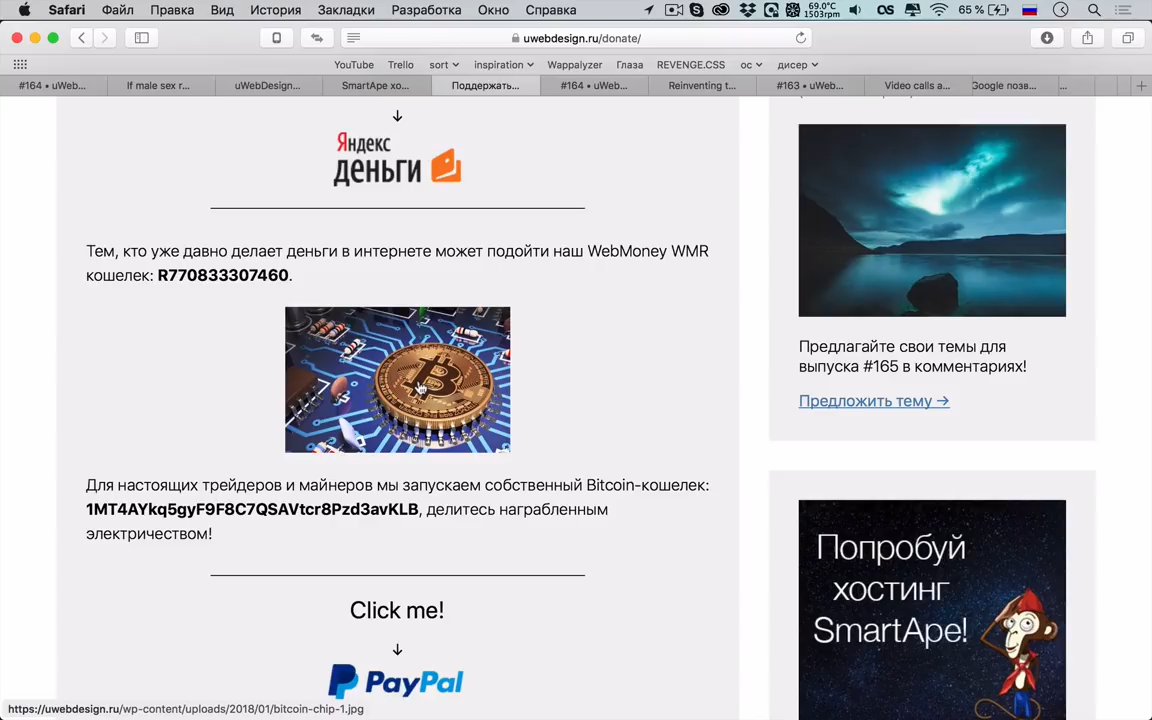 Safari Файл Правка Вид История Закладки Разработка Окно Справка 69.0°C 1503rpm 65 %
uwebdesign.ru/donate/
YouTube Trello sort inspiration Wappalyzer Глаза REVENGE.CSS ос дисер
#164 • uWeb... If male sex r... uWebDesign... SmartApe хо... Поддержать... #164 • uWeb... Reinventing t... #163 • uWeb... Video calls a... Google позв... ...
Яндекс
деньги
Тем, кто уже давно делает деньги в интернете может подойти наш WebMoney WMR
кошелек: R770833307460.
Для настоящих трейдеров и майнеров мы запускаем собственный Bitcoin-кошелек:
1MT4AYkq5gyF9F8C7QSAVtcr8Pzd3avKLB, делитесь награбленным
электричеством!
Click me!
PayPal
Предлагайте свои темы для
выпуска #165 в комментариях!
Предложить тему →
Попробуй
хостинг
SmartApe!
https://uwebdesign.ru/wp-content/uploads/2018/01/bitcoin-chip-1.jpg